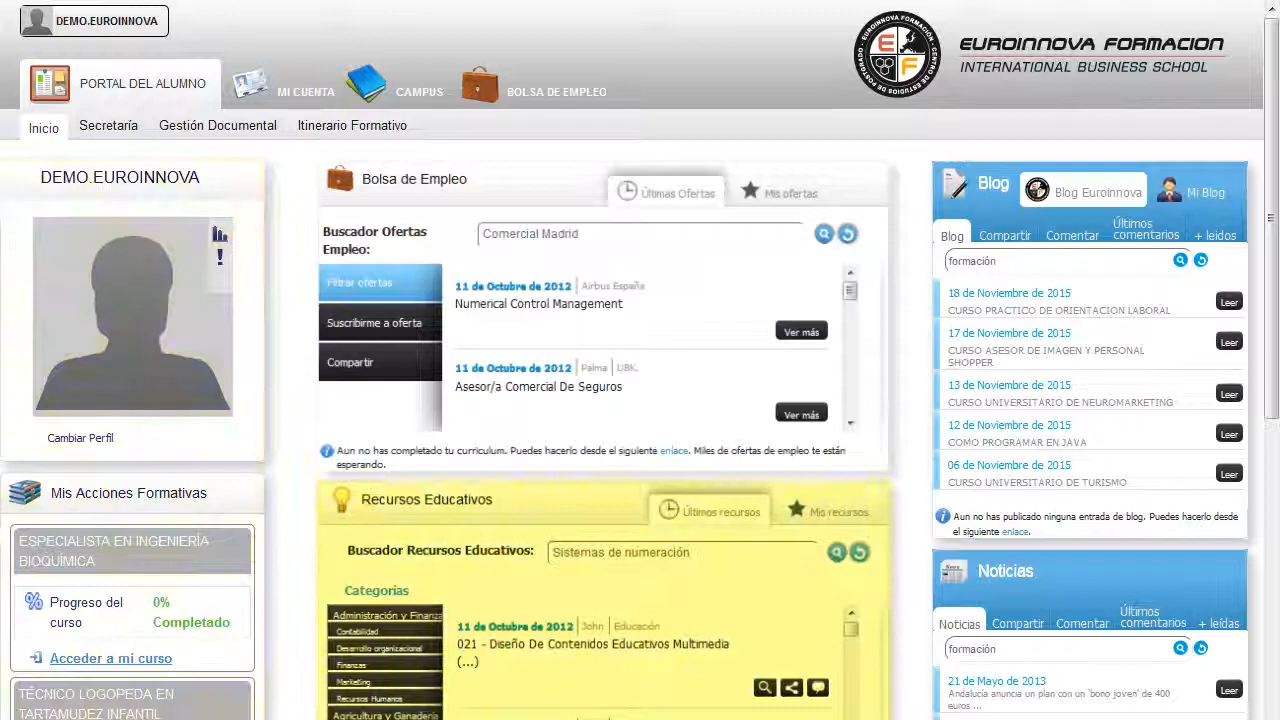 DEMO.EUROINNOVA
EUROINNOVA FORMACION
INTERNATIONAL BUSINESS SCHOOL
EUROINNOVA FORMACIÓN · CENTRO DE ESTUDIOS DE POSTGRADO
E
F
PORTAL DEL ALUMNO
MI CUENTA
CAMPUS
BOLSA DE EMPLEO
Inicio
Secretaría
Gestión Documental
Itinerario Formativo
DEMO.EUROINNOVA
Cambiar Perfil
Mis Acciones Formativas
ESPECIALISTA EN INGENIERÍA
BIOQUÍMICA
Progreso del
curso
0%
Completado
Acceder a mi curso
TÉCNICO LOGOPEDA EN
TARTAMUDEZ INFANTIL
Bolsa de Empleo
Últimas Ofertas
Mis ofertas
Buscador Ofertas
Empleo:
Comercial Madrid
Filtrar ofertas
Suscribirme a oferta
Compartir
11 de Octubre de 2012 Airbus España
Numerical Control Management
Ver más
11 de Octubre de 2012 Palma UBK.
Asesor/a Comercial De Seguros
Ver más
Aun no has completado tu curriculum. Puedes hacerlo desde el siguiente enlace. Miles de ofertas de empleo te están
esperando.
Recursos Educativos
Últimos recursos
Mis recursos
Buscador Recursos Educativos:
Sistemas de numeración
Categorías
Administración y Finanza
Contabilidad
Desarrollo organizacional
Finanzas
Marketing
Recursos Humanos
Agricultura y Ganadería
11 de Octubre de 2012 John Educación
021 - Diseño De Contenidos Educativos Multimedia
(...)
Blog
Blog Euroinnova
Mi Blog
Blog
Compartir
Comentar
Últimos
comentarios
+ leidos
formación
18 de Noviembre de 2015
CURSO PRACTICO DE ORIENTACION LABORAL
Leer
17 de Noviembre de 2015
CURSO ASESOR DE IMAGEN Y PERSONAL
SHOPPER
Leer
13 de Noviembre de 2015
CURSO UNIVERSITARIO DE NEUROMARKETING
Leer
12 de Noviembre de 2015
COMO PROGRAMAR EN JAVA
Leer
06 de Noviembre de 2015
CURSO UNIVERSITARIO DE TURISMO
Leer
Aun no has publicado ninguna entrada de blog. Puedes hacerlo desde
el siguiente enlace.
Noticias
Noticias
Compartir
Comentar
Últimos
comentarios
+ leídas
formación
21 de Mayo de 2013
Andalucía anuncia un
de 400
euros ...
Leer